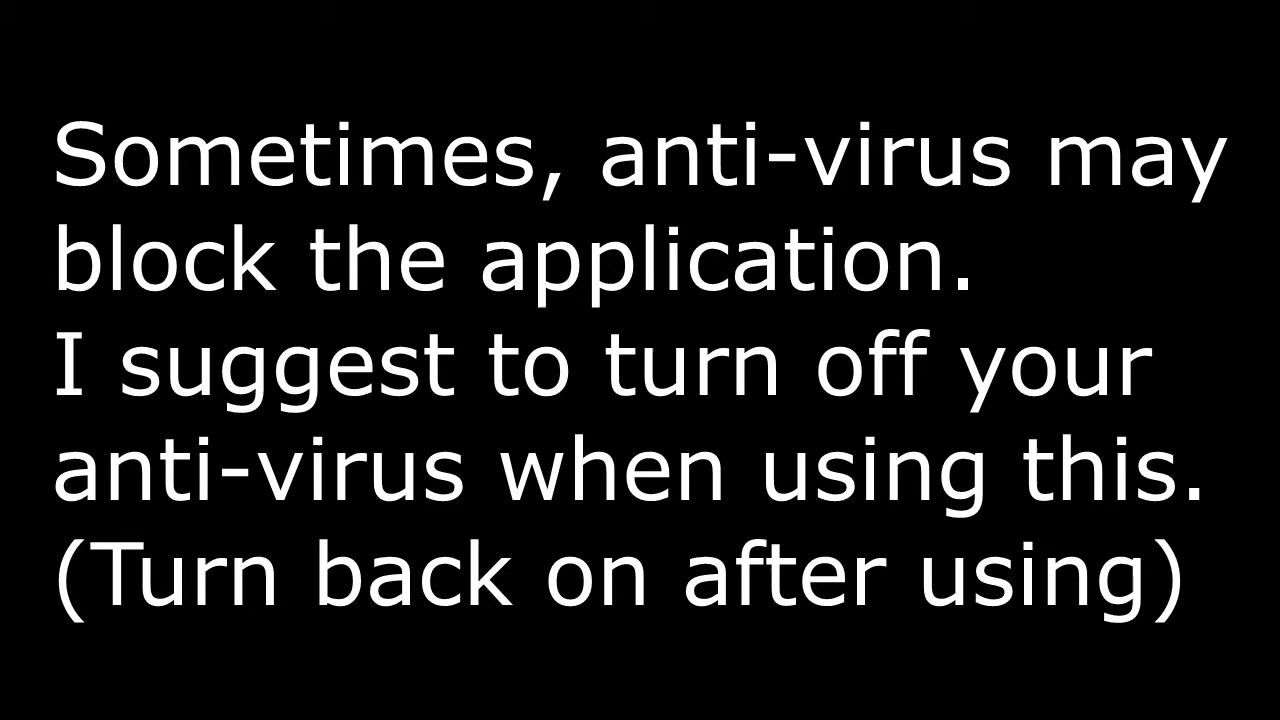 Sometimes, anti-virus may
block the application.
I suggest to turn off your
anti-virus when using this.
(Turn back on after using)